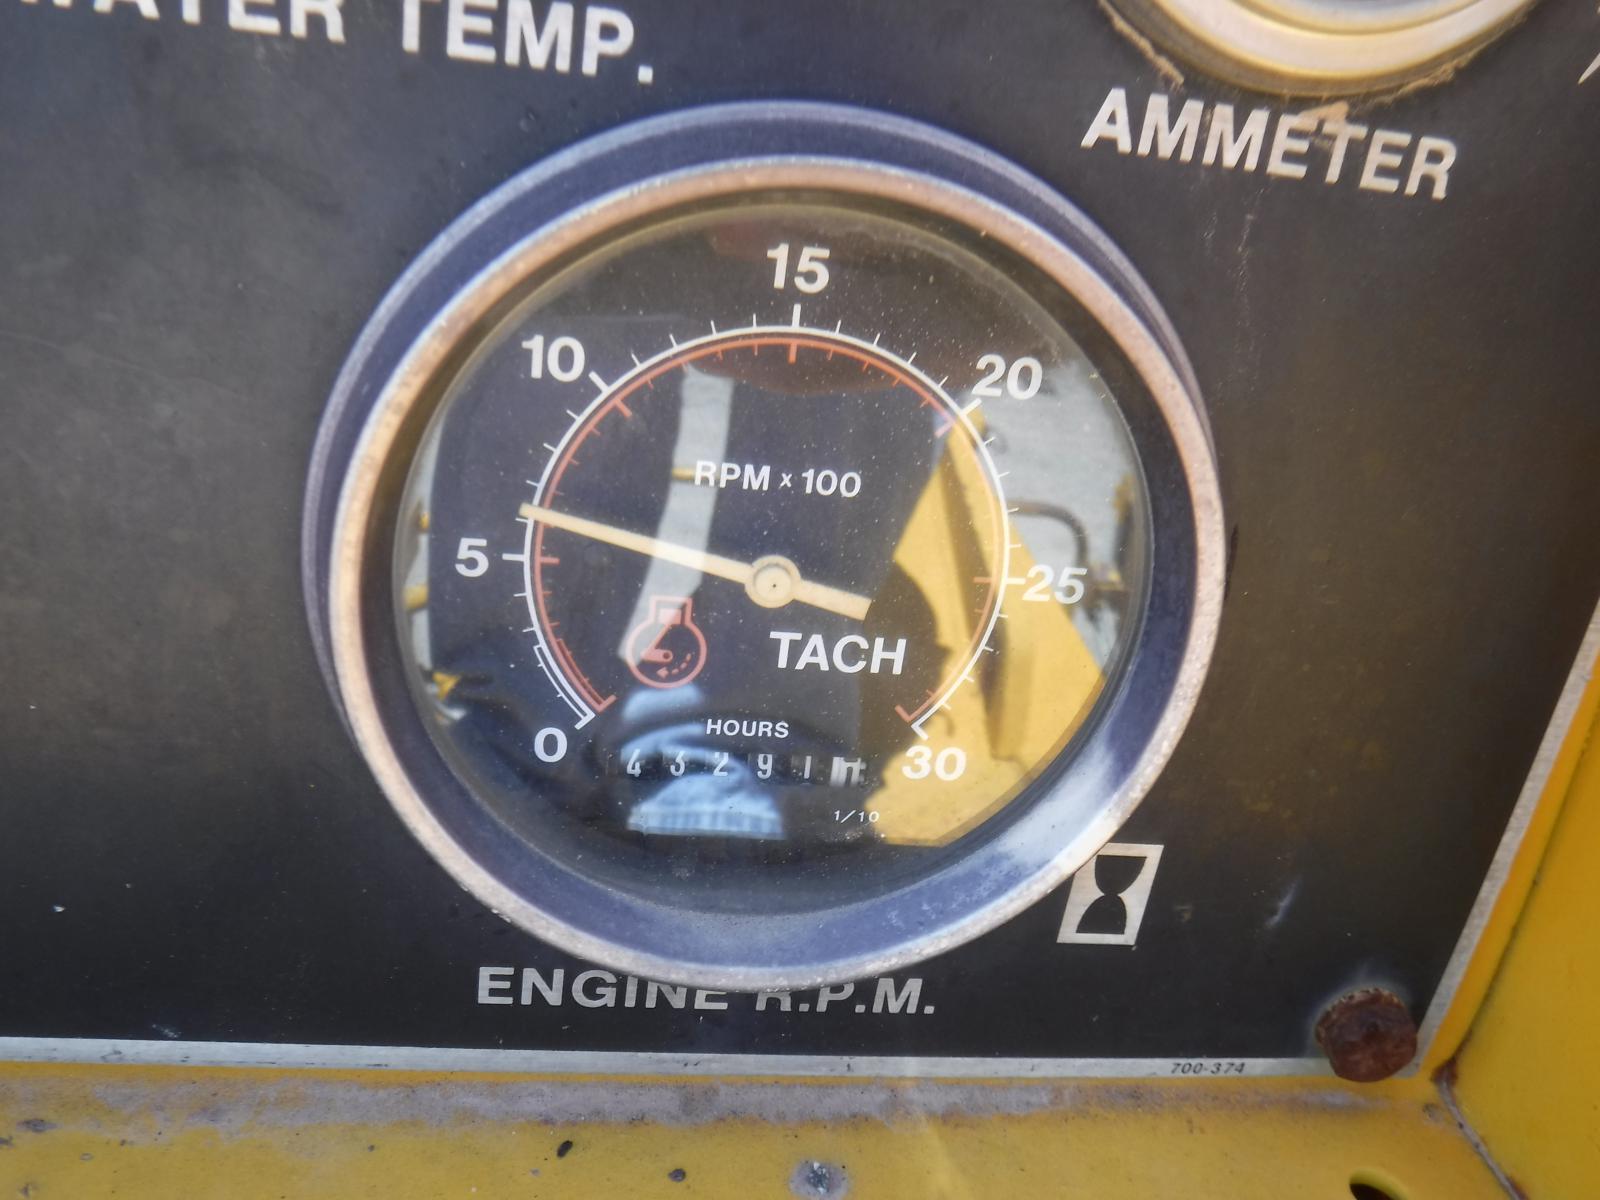 WATER TEMP.
AMMETER
15
10
20
RPM x 100
5
25
TACH
HOURS
0
4 3 2 9 1
30
1/10
ENGINE R.P.M.
700-374